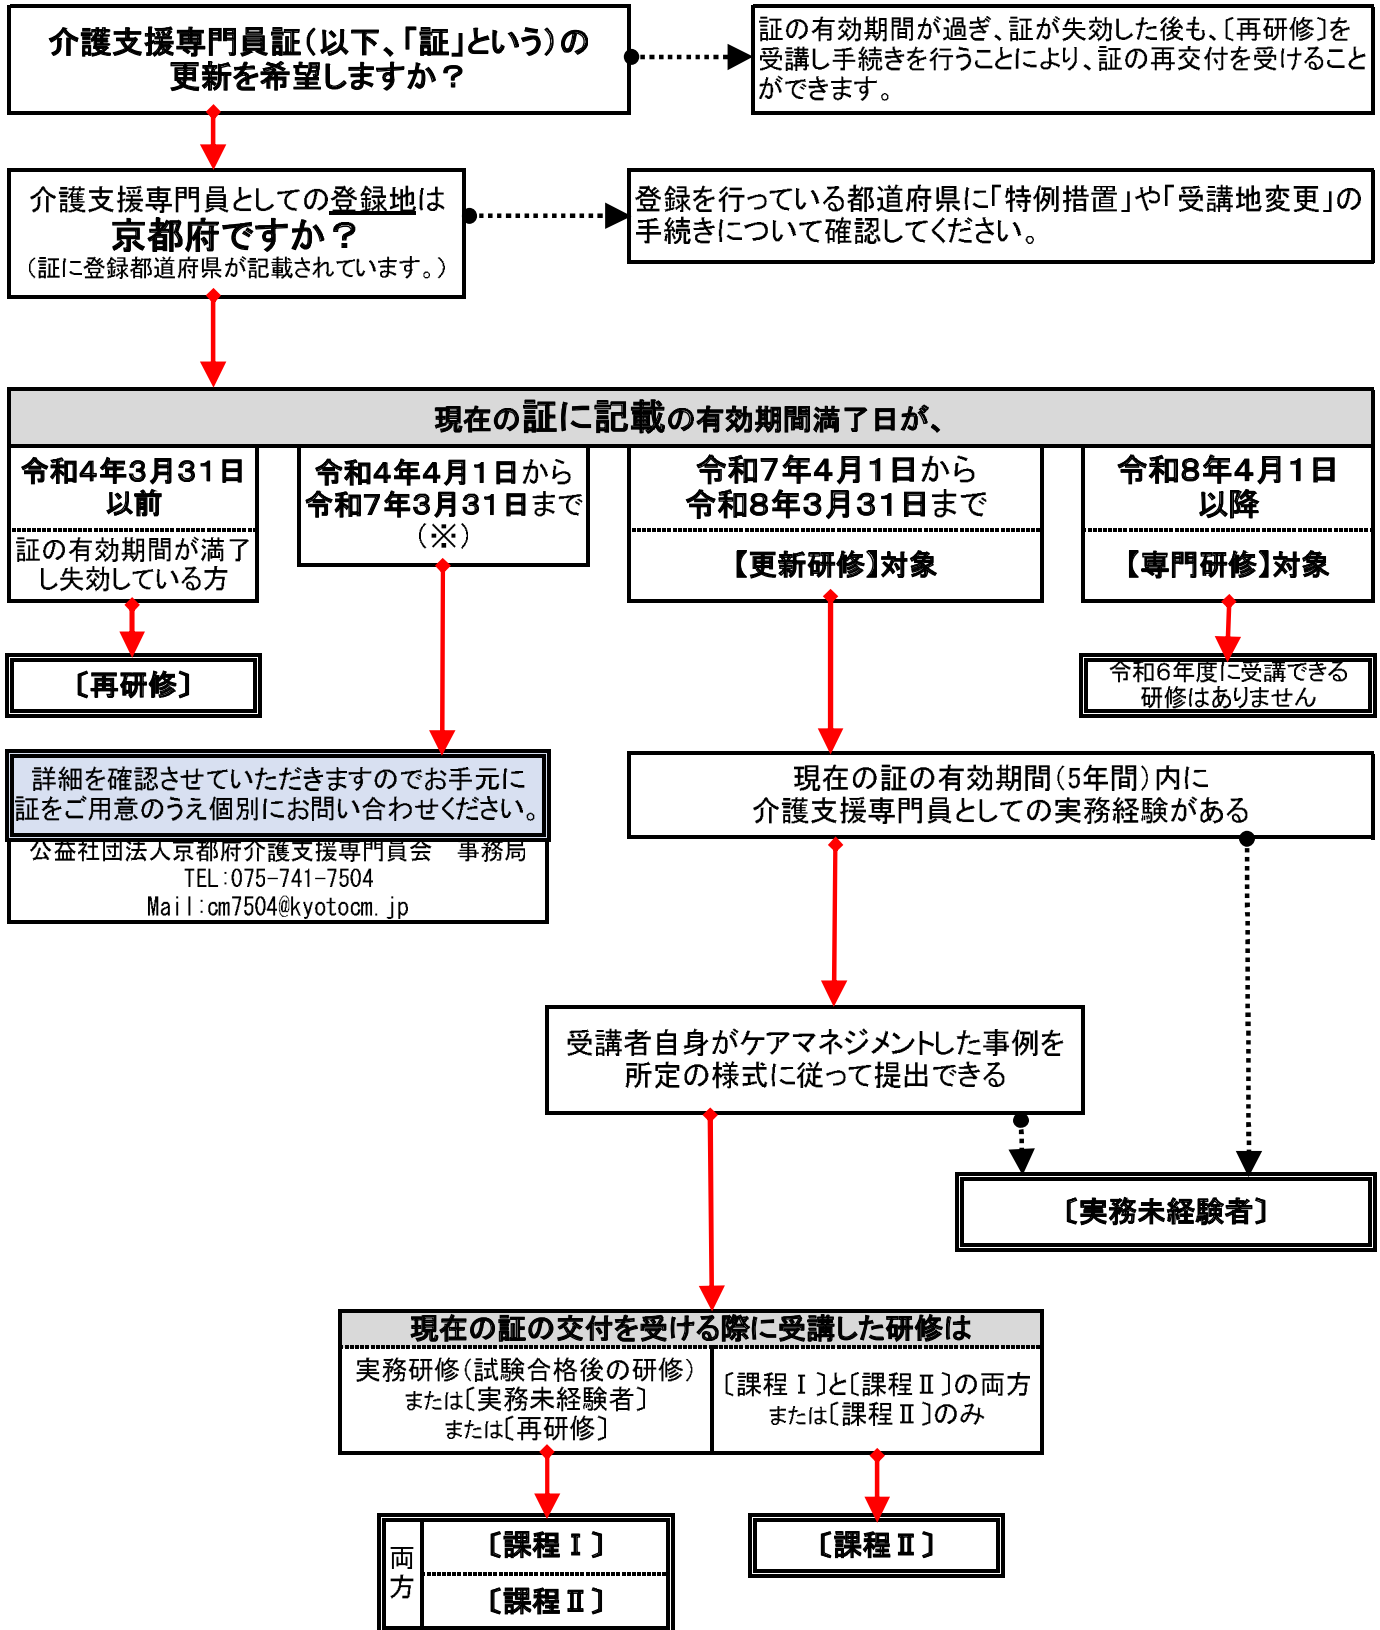 介護支援専門員証（以下、「証」という）の
更新を希望しますか？
証の有効期間が過ぎ、証が失効した後も、〔再研修〕を
受講し手続きを行うことにより、証の再交付を受けること
ができます。
介護支援専門員としての登録地は
京都府ですか？
（証に登録都道府県が記載されています。）
登録を行っている都道府県に「特例措置」や「受講地変更」の
手続きについて確認してください。
現在の証に記載の有効期間満了日が、
令和４年３月３１日
以前
証の有効期間が満了
し失効している方
令和４年４月１日から
令和７年３月３１日まで
（※）
令和７年４月１日から
令和８年３月３１日まで
【更新研修】対象
令和８年４月１日
以降
【専門研修】対象
〔再研修〕
令和６年度に受講できる
研修はありません
詳細を確認させていただきますのでお手元に
証をご用意のうえ個別にお問い合わせください。
公益社団法人京都府介護支援専門員会　事務局
TEL：075-741-7504
Mail：cm7504@kyotocm.jp
現在の証の有効期間（5年間）内に
介護支援専門員としての実務経験がある
受講者自身がケアマネジメントした事例を
所定の様式に従って提出できる
〔実務未経験者〕
現在の証の交付を受ける際に受講した研修は
実務研修（試験合格後の研修）
または〔実務未経験者〕
または〔再研修〕
〔課程Ⅰ〕と〔課程Ⅱ〕の両方
または〔課程Ⅱ〕のみ
両方
〔課程Ⅰ〕
〔課程Ⅱ〕
〔課程Ⅱ〕